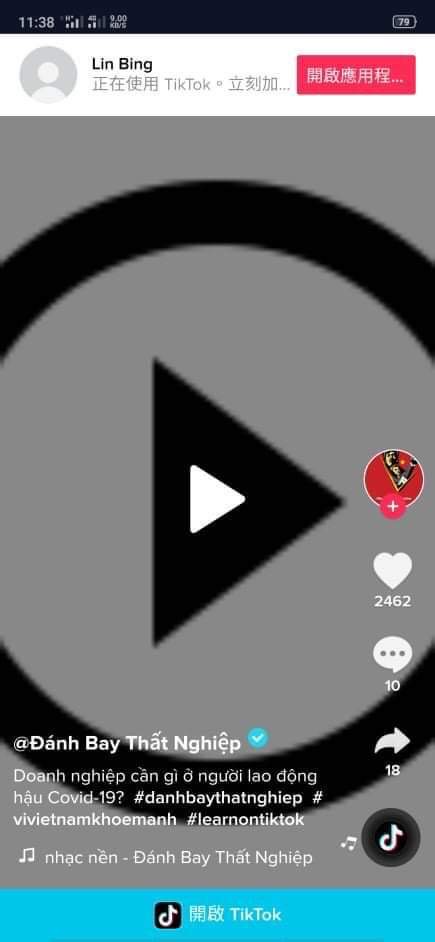 11:38 H+ 4G 9,00 KB/S 79
Lin Bing
正在使用 TikTok。立刻加...
開啟應用程...
2462
10
@Đánh Bay Thất Nghiệp
18
Doanh nghiệp cần gì ở người lao động
hậu Covid-19? #danhbaythatnghiep #
vivietnamkhoemanh #learnontiktok
nhạc nền - Đánh Bay Thất Nghiệp
開啟 TikTok